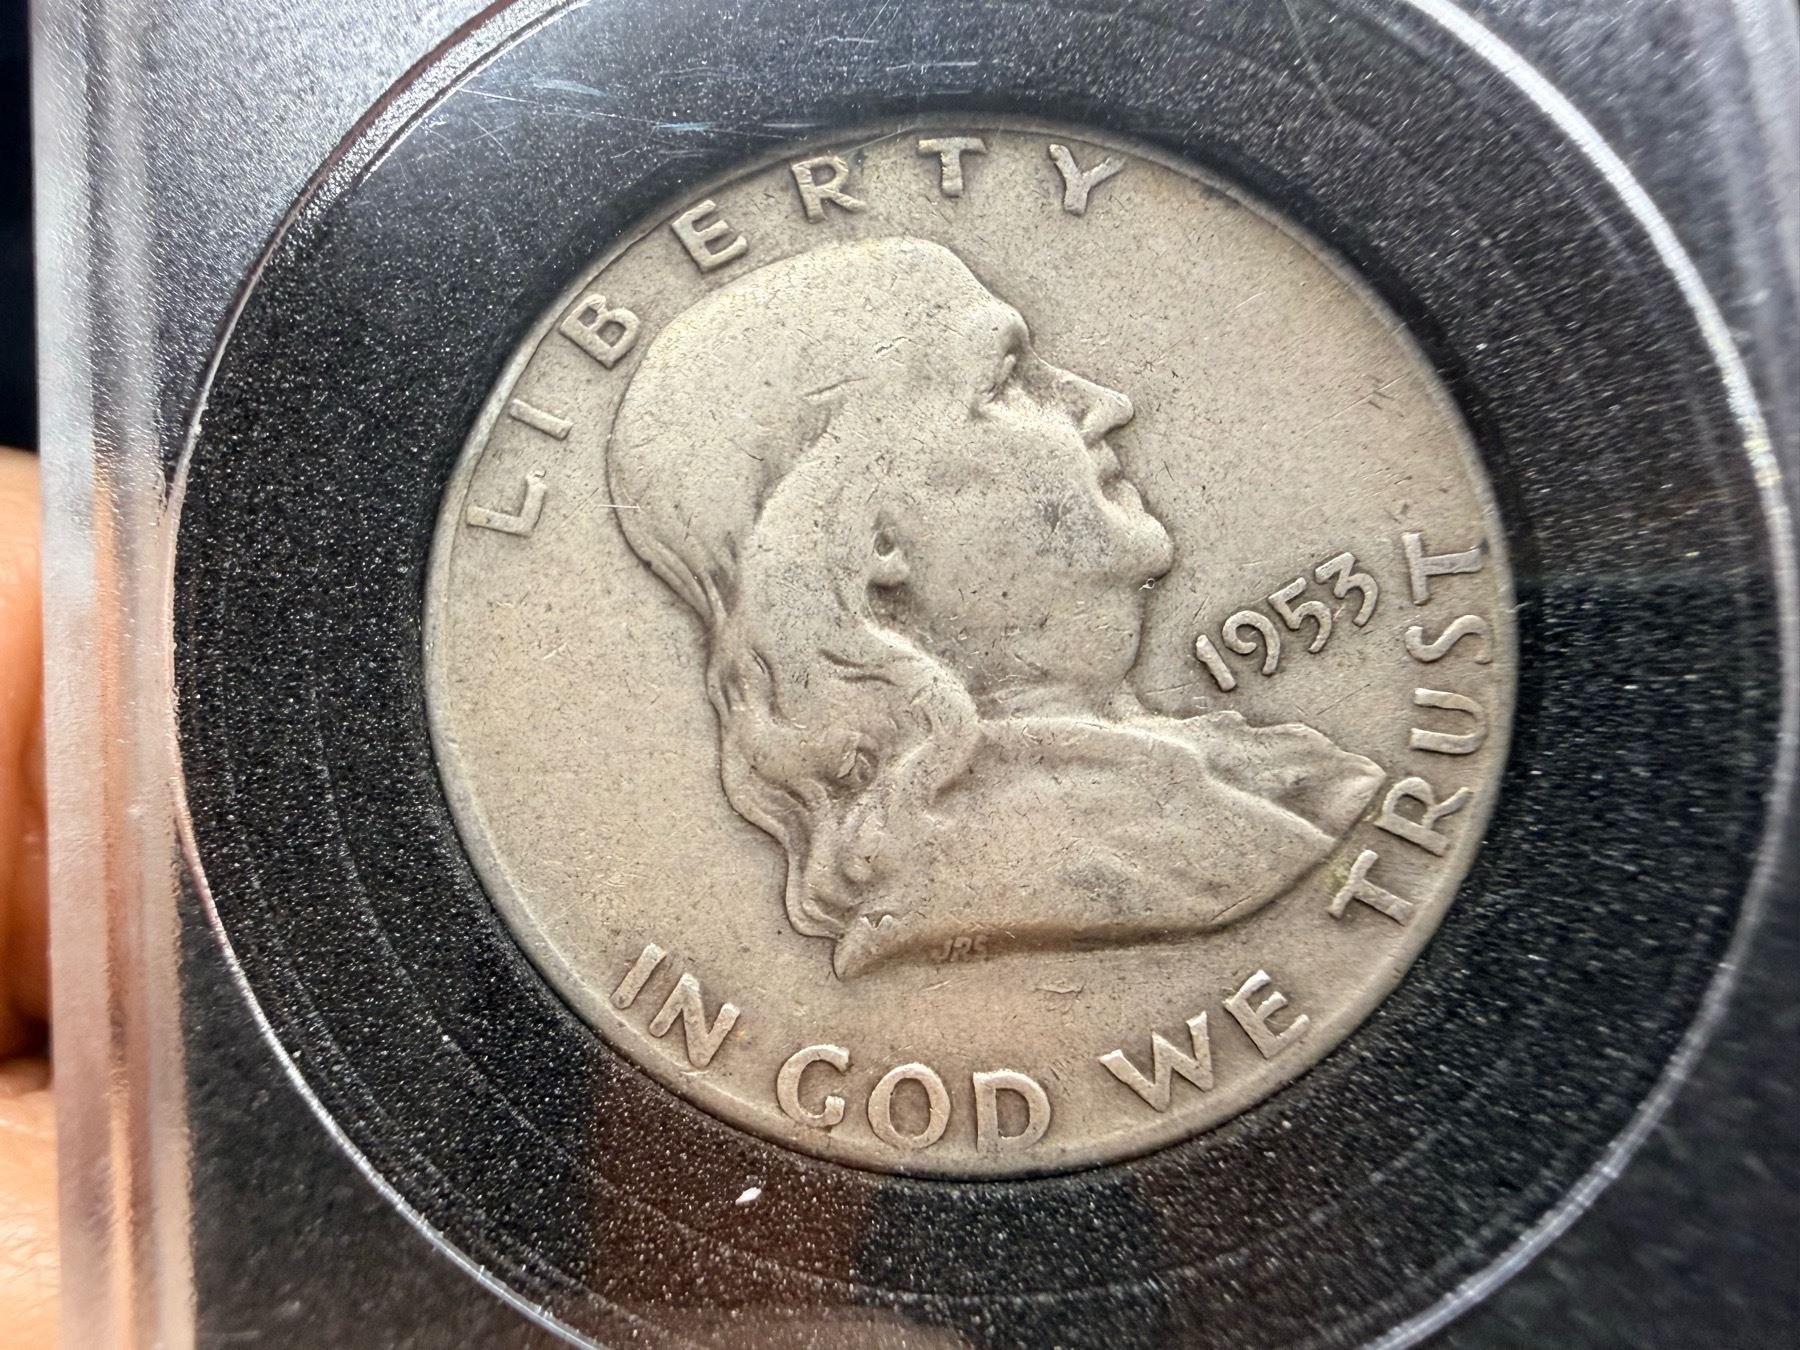 LIBERTY
1953
JRS
IN GOD WE TRUST